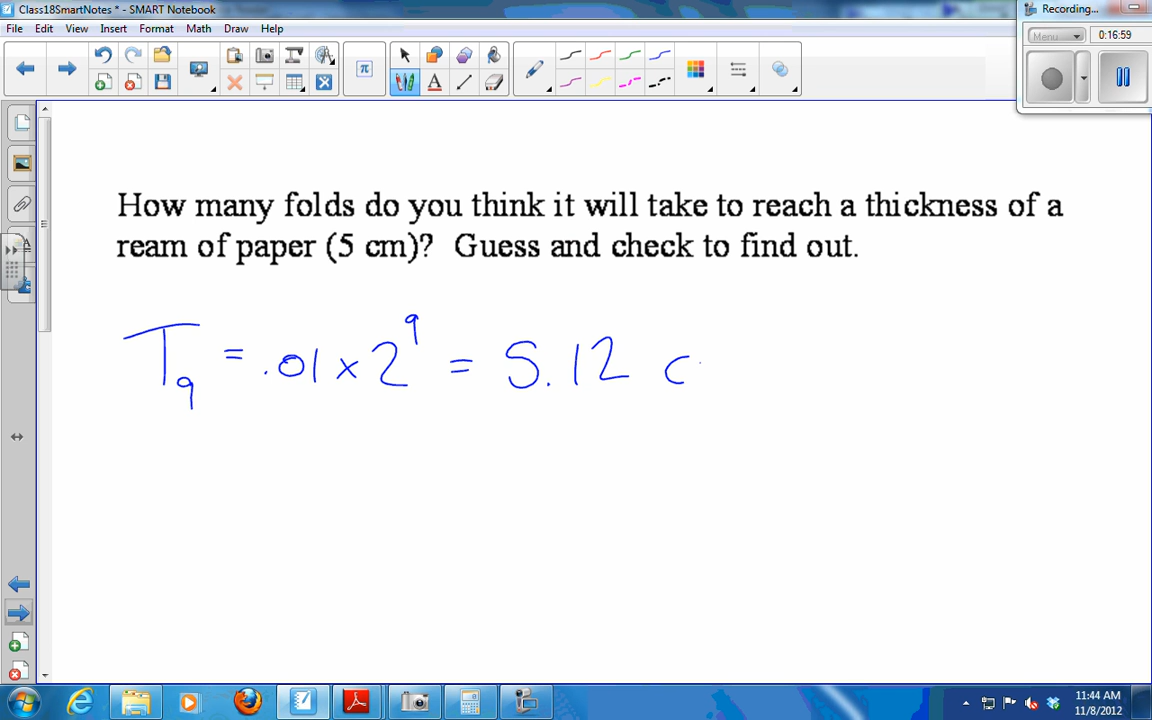 Class18SmartNotes * - SMART Notebook
Recording...
File Edit View Insert Format Math Draw Help
Menu
0:16:59
How many folds do you think it will take to reach a thickness of a
ream of paper (5 cm)? Guess and check to find out.
T₉ = .01 × 2⁹ = 5.12 c
11:44 AM
11/8/2012